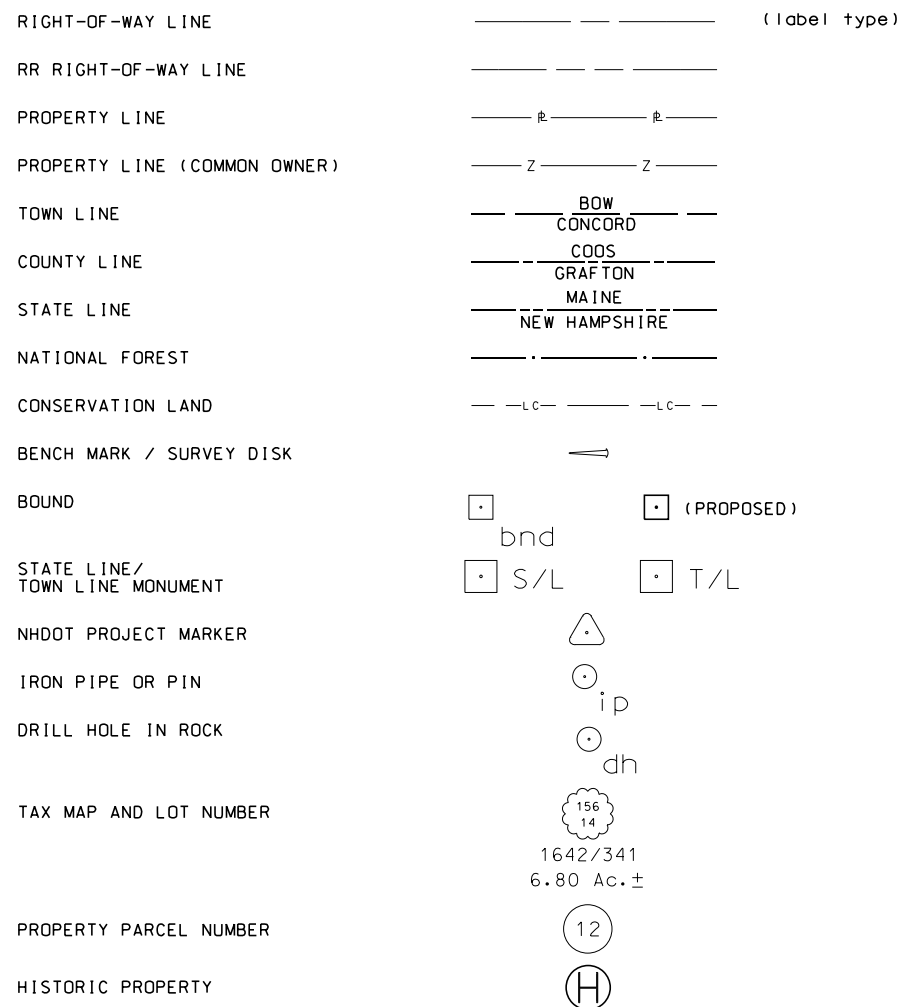 RIGHT-OF-WAY LINE (label type)
RR RIGHT-OF-WAY LINE
PROPERTY LINE ⅊ ⅊
PROPERTY LINE (COMMON OWNER) Z Z
TOWN LINE BOW
CONCORD
COUNTY LINE COOS
GRAFTON
STATE LINE MAINE
NEW HAMPSHIRE
NATIONAL FOREST
CONSERVATION LAND LC LC
BENCH MARK / SURVEY DISK
BOUND (PROPOSED)
bnd
STATE LINE/
TOWN LINE MONUMENT S/L T/L
NHDOT PROJECT MARKER
IRON PIPE OR PIN
ip
DRILL HOLE IN ROCK
dh
TAX MAP AND LOT NUMBER 156
14
1642/341
6.80 Ac.±
PROPERTY PARCEL NUMBER 12
HISTORIC PROPERTY H